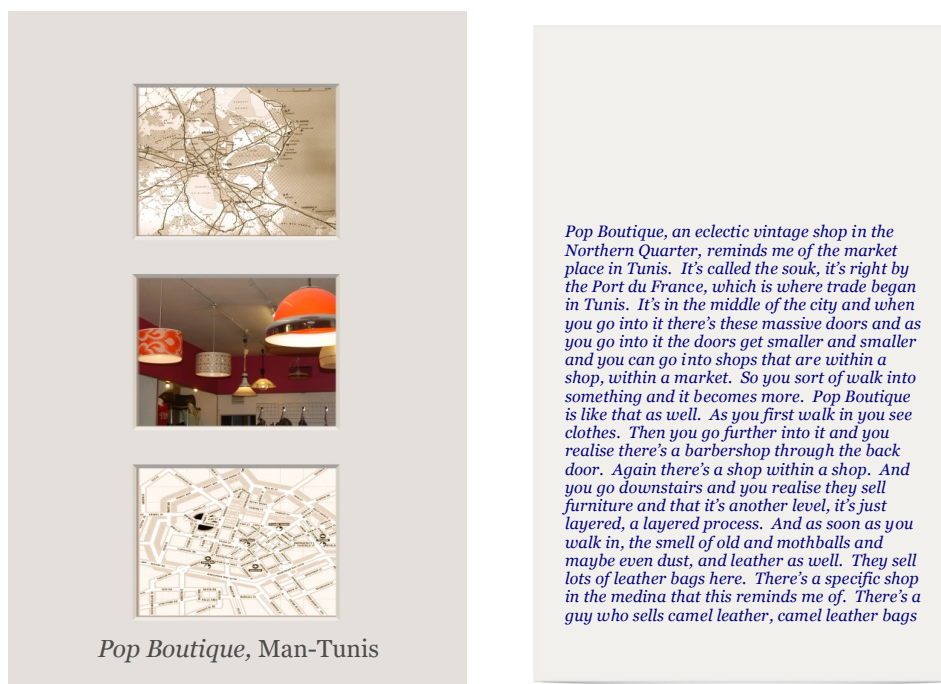 Pop Boutique, Man-Tunis
Pop Boutique, an eclectic vintage shop in the
Northern Quarter, reminds me of the market
place in Tunis.  It's called the souk, it's right by
the Port du France, which is where trade began
in Tunis.  It's in the middle of the city and when
you go into it there's these massive doors and as
you go into it the doors get smaller and smaller
and you can go into shops that are within a
shop, within a market.  So you sort of walk into
something and it becomes more.  Pop Boutique
is like that as well.  As you first walk in you see
clothes.  Then you go further into it and you
realise there's a barbershop through the back
door.  Again there's a shop within a shop.  And
you go downstairs and you realise they sell
furniture and that it's another level, it's just
layered, a layered process.  And as soon as you
walk in, the smell of old and mothballs and
maybe even dust, and leather as well.  They sell
lots of leather bags here.  There's a specific shop
in the medina that this reminds me of.  There's a
guy who sells camel leather, camel leather bags